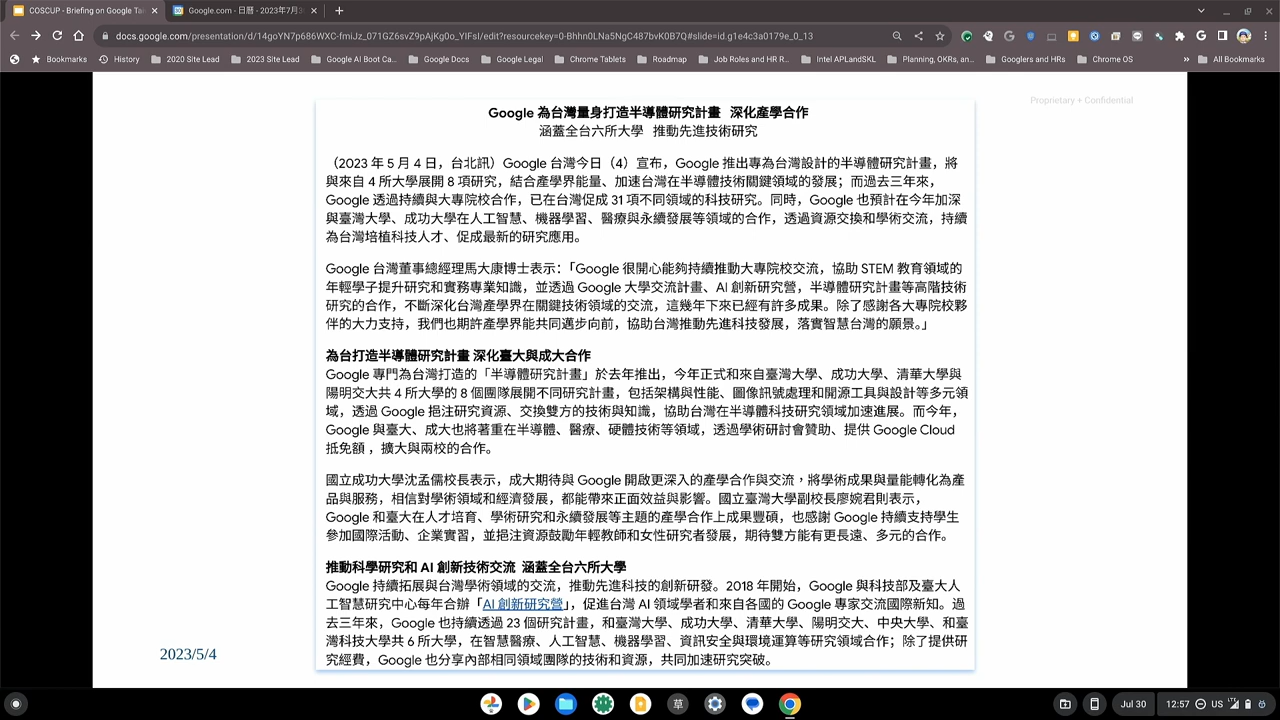 COSCUP - Briefing on Google Tai
Google.com - 日曆 - 2023年7月3
docs.google.com/presentation/d/14goYN7p686WXC-fmiJz_071GZ6svZ9pAjKg0o_YIFsI/edit?resourcekey=0-Bhhn0LNa5NgC487bvK0B7Q#slide=id.g1e4c3a0179e_0_13
Bookmarks
History
2020 Site Lead
2023 Site Lead
Google AI Boot Ca...
Google Docs
Google Legal
Chrome Tablets
Roadmap
Job Roles and HR R...
Intel APLandSKL
Planning, OKRs, an...
Googlers and HRs
Chrome OS
»
All Bookmarks
Proprietary + Confidential
Google 為台灣量身打造半導體研究計畫 深化產學合作
涵蓋全台六所大學 推動先進技術研究
（2023 年 5 月 4 日，台北訊）Google 台灣今日（4）宣布，Google 推出專為台灣設計的半導體研究計畫，將
與來自 4 所大學展開 8 項研究，結合產學界能量、加速台灣在半導體技術關鍵領域的發展；而過去三年來，
Google 透過持續與大專院校合作，已在台灣促成 31 項不同領域的科技研究。同時，Google 也預計在今年加深
與臺灣大學、成功大學在人工智慧、機器學習、醫療與永續發展等領域的合作，透過資源交換和學術交流，持續
為台灣培植科技人才、促成最新的研究應用。
Google 台灣董事總經理馬大康博士表示：「Google 很開心能夠持續推動大專院校交流，協助 STEM 教育領域的
年輕學子提升研究和實務專業知識，並透過 Google 大學交流計畫、AI 創新研究營，半導體研究計畫等高階技術
研究的合作，不斷深化台灣產學界在關鍵技術領域的交流，這幾年下來已經有許多成果。除了感謝各大專院校夥
伴的大力支持，我們也期許產學界能共同邁步向前，協助台灣推動先進科技發展，落實智慧台灣的願景。」
為台打造半導體研究計畫 深化臺大與成大合作
Google 專門為台灣打造的「半導體研究計畫」於去年推出，今年正式和來自臺灣大學、成功大學、清華大學與
陽明交大共 4 所大學的 8 個團隊展開不同研究計畫，包括架構與性能、圖像訊號處理和開源工具與設計等多元領
域，透過 Google 挹注研究資源、交換雙方的技術與知識，協助台灣在半導體科技研究領域加速進展。而今年，
Google 與臺大、成大也將著重在半導體、醫療、硬體技術等領域，透過學術研討會贊助、提供 Google Cloud
抵免額，擴大與兩校的合作。
國立成功大學沈孟儒校長表示，成大期待與 Google 開啟更深入的產學合作與交流，將學術成果與量能轉化為產
品與服務，相信對學術領域和經濟發展，都能帶來正面效益與影響。國立臺灣大學副校長廖婉君則表示，
Google 和臺大在人才培育、學術研究和永續發展等主題的產學合作上成果豐碩，也感謝 Google 持續支持學生
參加國際活動、企業實習，並挹注資源鼓勵年輕教師和女性研究者發展，期待雙方能有更長遠、多元的合作。
推動科學研究和 AI 創新技術交流 涵蓋全台六所大學
Google 持續拓展與台灣學術領域的交流，推動先進科技的創新研發。2018 年開始，Google 與科技部及臺大人
工智慧研究中心每年合辦「AI 創新研究營」，促進台灣 AI 領域學者和來自各國的 Google 專家交流國際新知。過
去三年來，Google 也持續透過 23 個研究計畫，和臺灣大學、成功大學、清華大學、陽明交大、中央大學、和臺
灣科技大學共 6 所大學，在智慧醫療、人工智慧、機器學習、資訊安全與環境運算等研究領域合作；除了提供研
究經費，Google 也分享內部相同領域團隊的技術和資源，共同加速研究突破。
2023/5/4
草
Jul 30
12:57
US
LTE